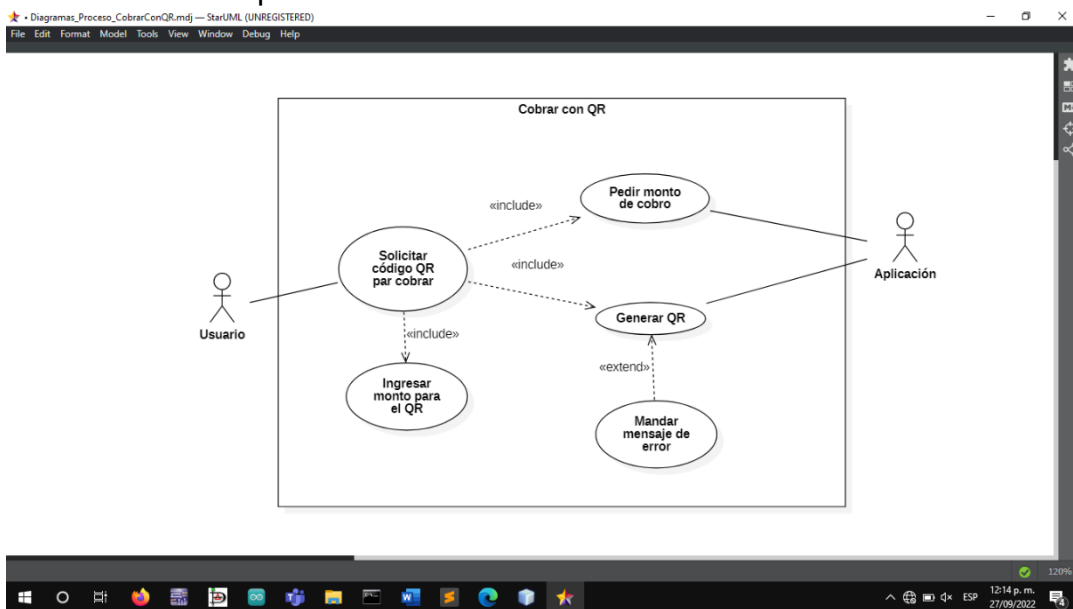 Diagramas_Proceso_CobrarConQR.mdj — StarUML (UNREGISTERED)
File Edit Format Model Tools View Window Debug Help
Cobrar con QR
Pedir monto
de cobro
«include»
Solicitar
código QR
par cobrar
«include»
Aplicación
Usuario
Generar QR
«include»
«extend»
Ingresar
monto para
el QR
Mandar
mensaje de
error
120%
ESP
12:14 p. m.
27/09/2022